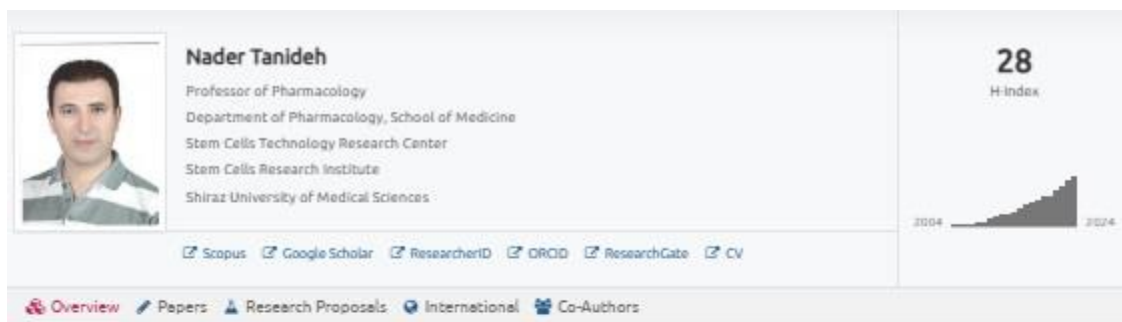 Nader Tanideh
Professor of Pharmacology
Department of Pharmacology, School of Medicine
Stem Cells Technology Research Center
Stem Cells Research Institute
Shiraz University of Medical Sciences
Scopus Google Scholar ResearcherID ORCID ResearchGate CV
28
H-Index
2004 2024
Overview Papers Research Proposals International Co-Authors